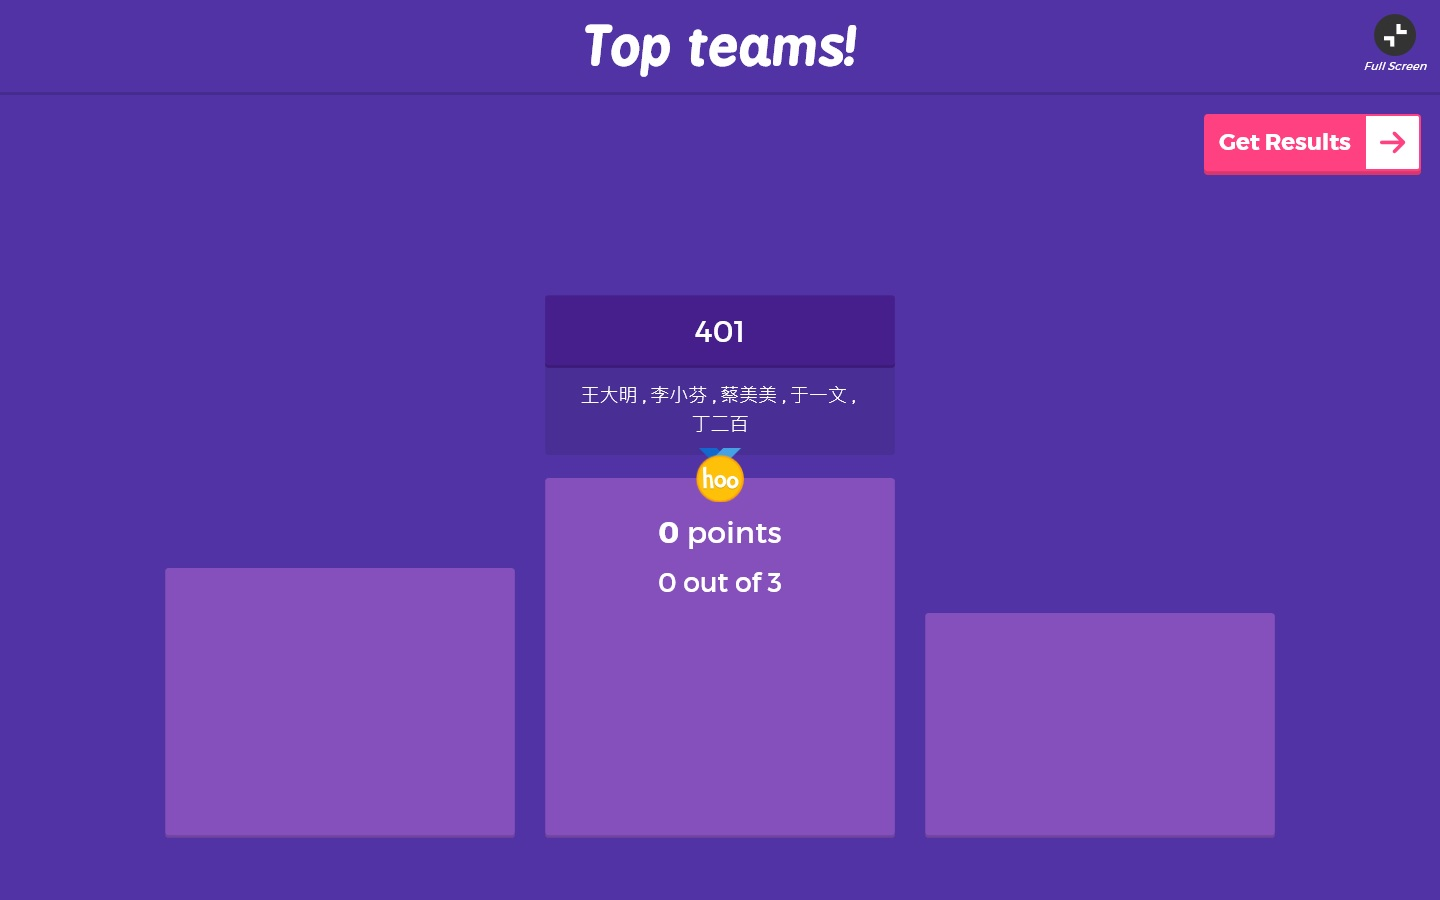 Top teams!
Full Screen
Get Results
401
王大明 , 李小芬 , 蔡美美 , 于一文 ,
丁二百
hoo
0 points
0 out of 3